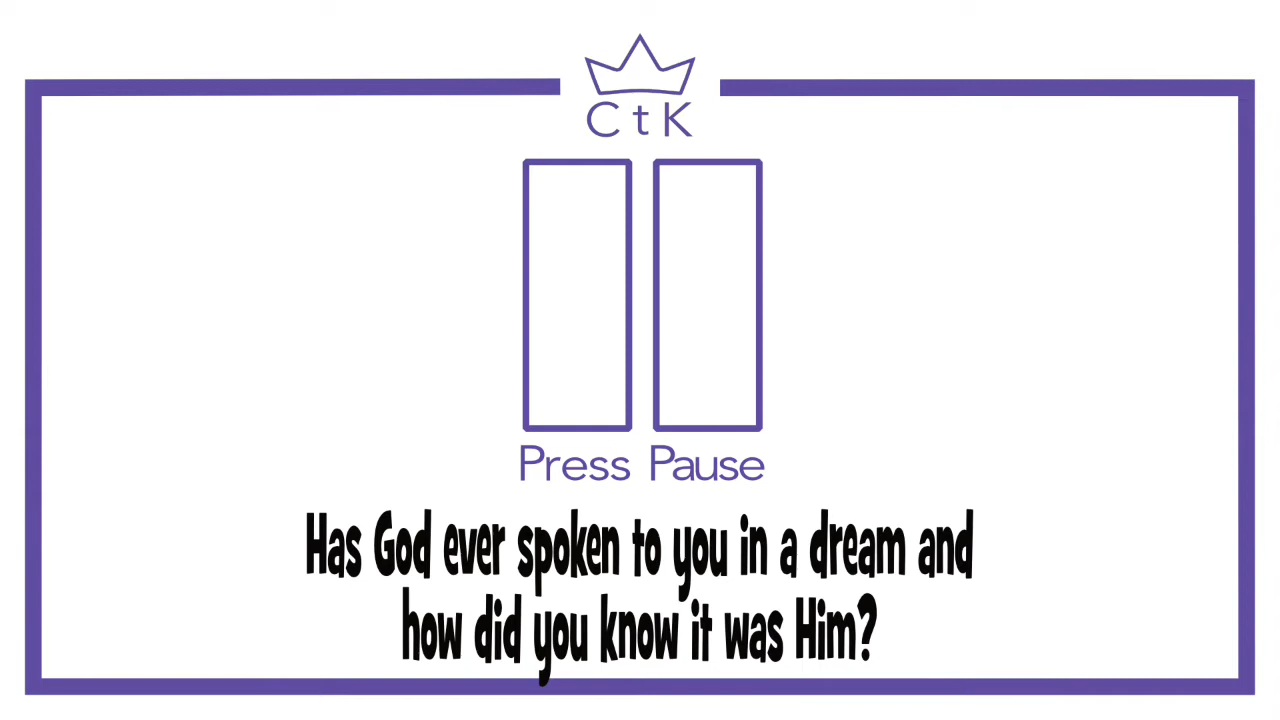 CtK
Press Pause
Has God ever spoken to you in a dream and
how did you know it was Him?